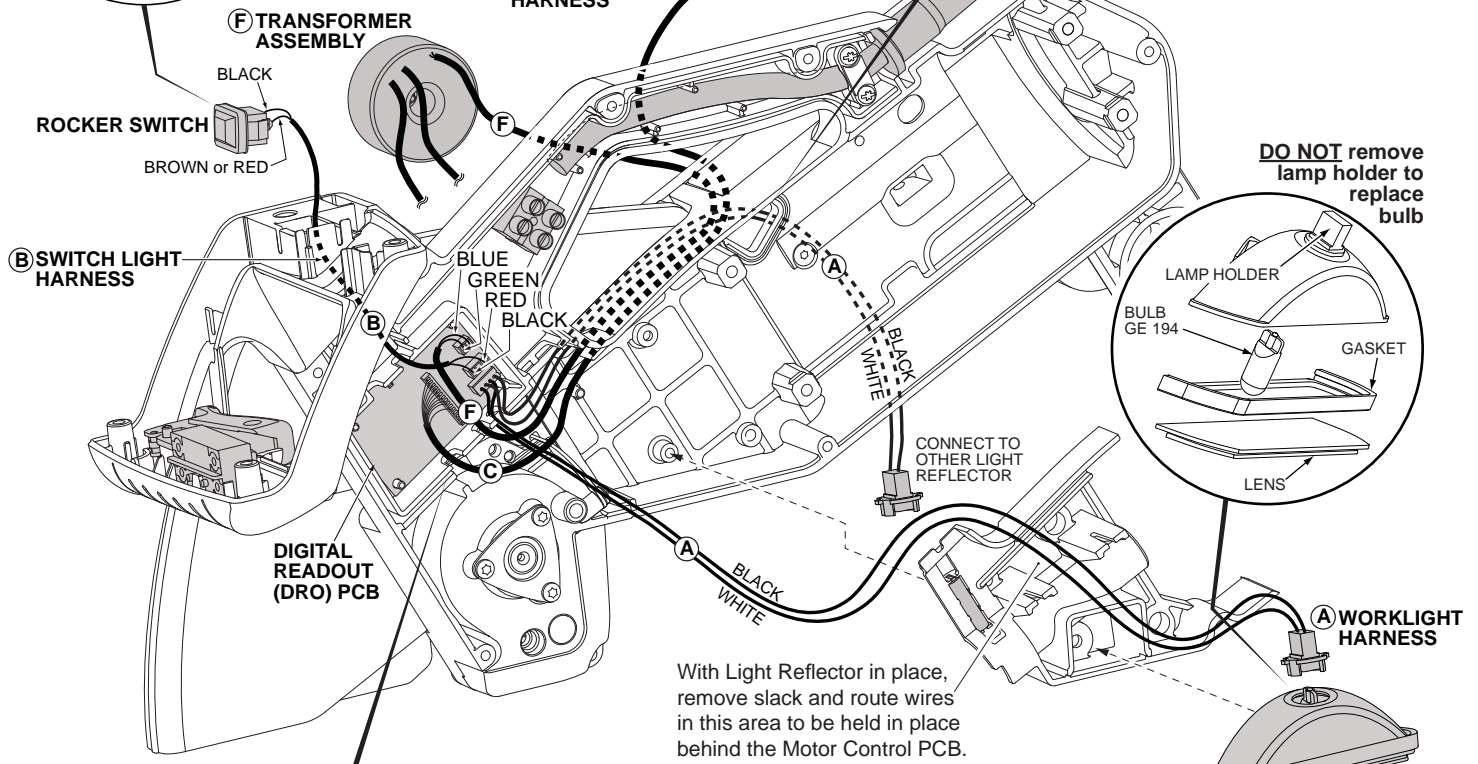 HARNESS
F TRANSFORMER
ASSEMBLY
BLACK
ROCKER SWITCH
BROWN or RED
F
DO NOT remove
lamp holder to
replace
bulb
B SWITCH LIGHT
HARNESS
BLUE
GREEN
RED
BLACK
A
LAMP HOLDER
BULB
GE 194
GASKET
B
BLACK
WHITE
F
C
CONNECT TO
OTHER LIGHT
REFLECTOR
LENS
DIGITAL
READOUT
(DRO) PCB
A
BLACK
WHITE
A WORKLIGHT
HARNESS
With Light Reflector in place,
remove slack and route wires
in this area to be held in place
behind the Motor Control PCB.